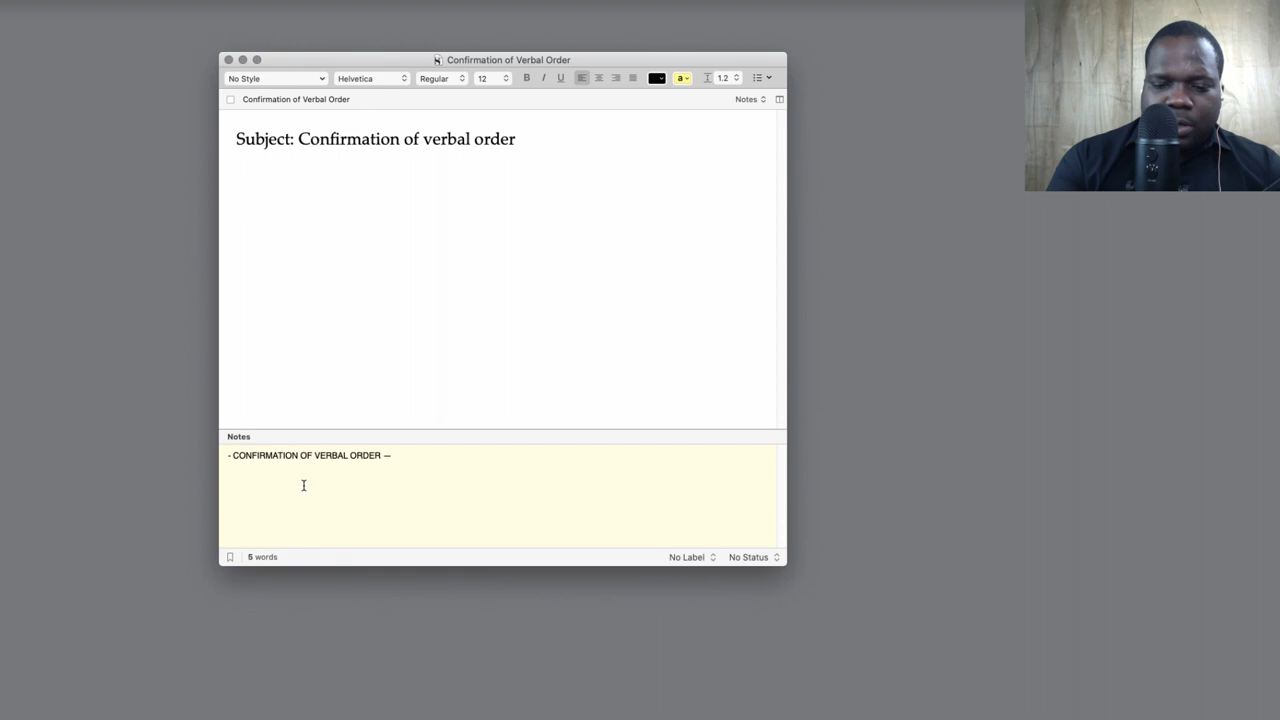 Confirmation of Verbal Order
No Style Helvetica Regular 12 B I U a 1.2
Confirmation of Verbal Order Notes
Subject: Confirmation of verbal order
Notes
- CONFIRMATION OF VERBAL ORDER —
5 words No Label No Status